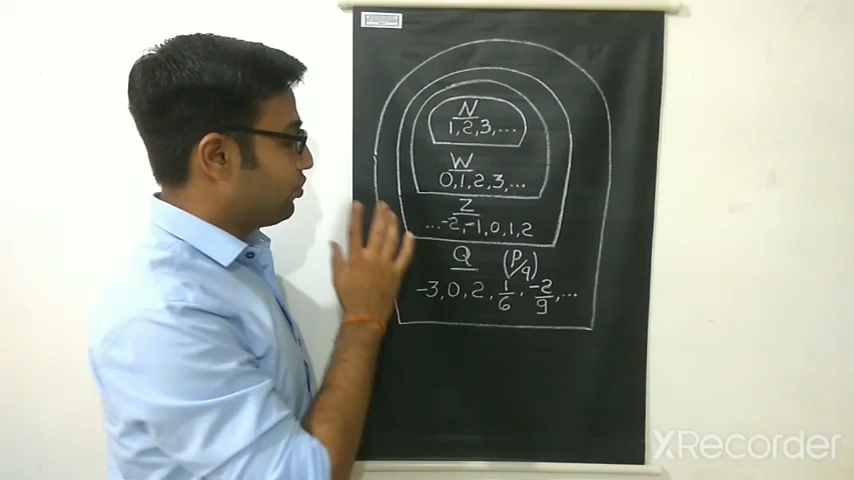 N
1,2,3,...
W
0,1,2,3,...
Z
...-2,-1,0,1,2
Q (P/q)
-3,0,2,1/6,-2/9,...
XRecorder